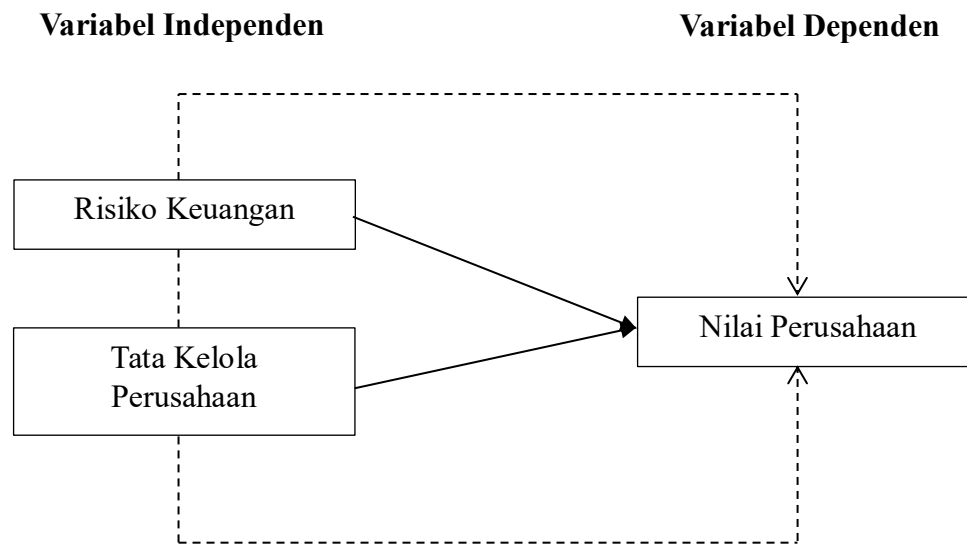 Variabel Independen
Variabel Dependen
Risiko Keuangan
Nilai Perusahaan
Tata Kelola
Perusahaan